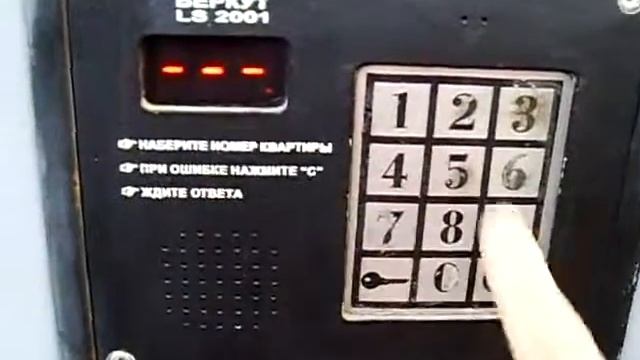 БЕРКУТ
LS 2001
- - -
НАБЕРИТЕ НОМЕР КВАРТИРЫ
ПРИ ОШИБКЕ НАЖМИТЕ "С"
ЖДИТЕ ОТВЕТА
1 2 3
4 5 6
7 8
0